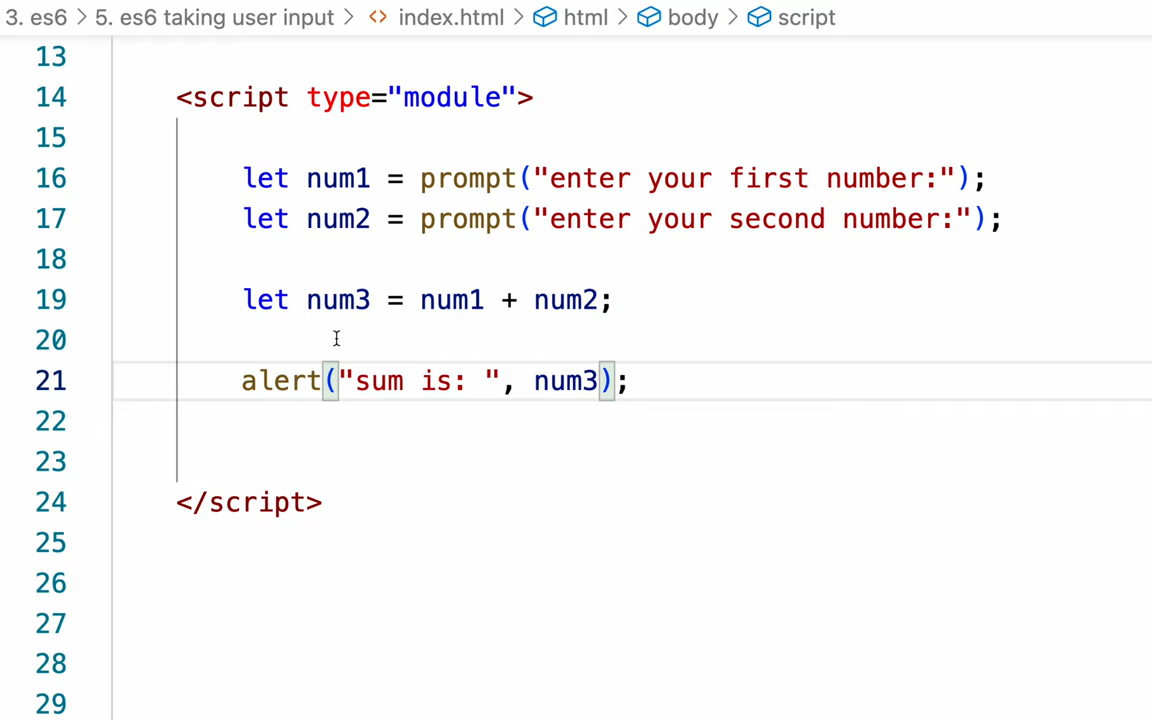 3. es6 > 5. es6 taking user input > <> index.html > html > body > script
13
14 <script type="module">
15
16 let num1 = prompt("enter your first number:");
17 let num2 = prompt("enter your second number:");
18
19 let num3 = num1 + num2;
20
21 alert("sum is: ", num3);
22
23
24 </script>
25
26
27
28
29